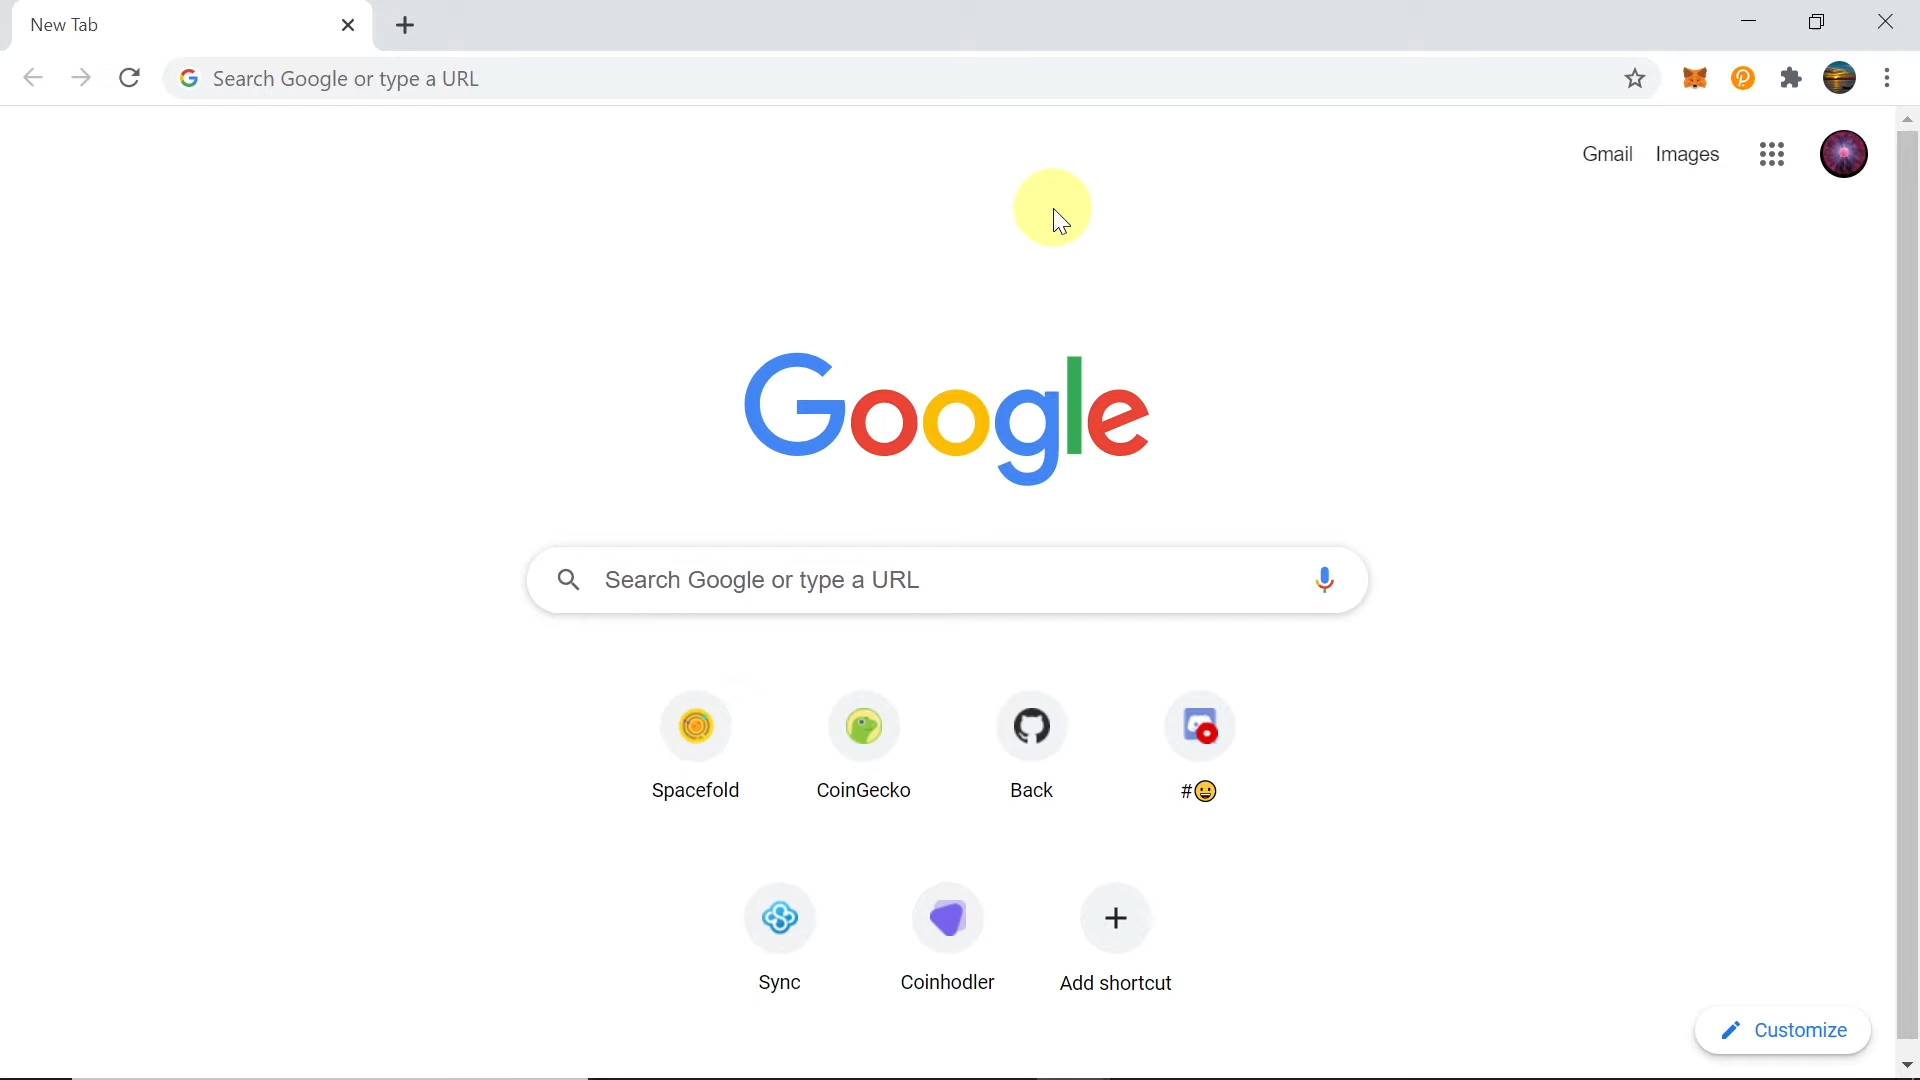 New Tab
Search Google or type a URL
Gmail Images
Google
Search Google or type a URL
Spacefold CoinGecko Back #😀
Sync Coinhodler Add shortcut
Customize